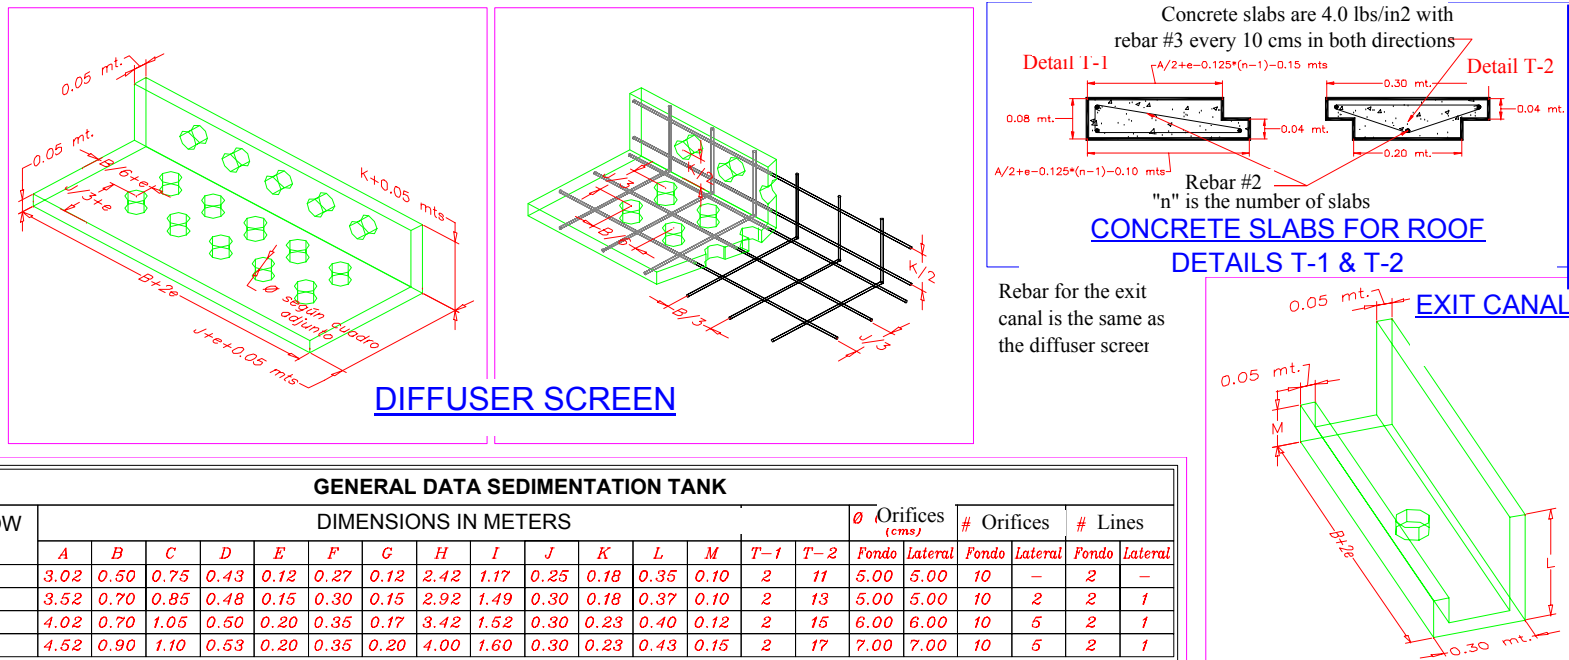 0.05 mt.
0.05 mt.
B/6+e
J/3+e
K+0.05 mts
B+2e
Ø según cuadro
adjunto
J+e+0.05 mts
K/2
J/3
B/6
K/2
B/3
J/3
DIFFUSER SCREEN
Concrete slabs are 4.0 lbs/in2 with
rebar #3 every 10 cms in both directions
Detail T-1
A/2+e-0.125*(n-1)-0.15 mts
0.30 mt.
Detail T-2
0.08 mt.
0.04 mt.
0.04 mt.
0.20 mt.
A/2+e-0.125*(n-1)-0.10 mts
Rebar #2
"n" is the number of slabs
CONCRETE SLABS FOR ROOF
DETAILS T-1 & T-2
Rebar for the exit
canal is the same as
the diffuser screen
0.05 mt.
EXIT CANAL
0.05 mt.
M
B+2e
L
0.30 mt.
GENERAL DATA SEDIMENTATION TANK
OW DIMENSIONS IN METERS Ø Orifices (cms) # Orifices # Lines
A B C D E F G H I J K L M T-1 T-2 Fondo Lateral Fondo Lateral Fondo Lateral
3.02 0.50 0.75 0.43 0.12 0.27 0.12 2.42 1.17 0.25 0.18 0.35 0.10 2 11 5.00 5.00 10 - 2 -
3.52 0.70 0.85 0.48 0.15 0.30 0.15 2.92 1.49 0.30 0.18 0.37 0.10 2 13 5.00 5.00 10 2 2 1
4.02 0.70 1.05 0.50 0.20 0.35 0.17 3.42 1.52 0.30 0.23 0.40 0.12 2 15 6.00 6.00 10 5 2 1
4.52 0.90 1.10 0.53 0.20 0.35 0.20 4.00 1.60 0.30 0.23 0.43 0.15 2 17 7.00 7.00 10 5 2 1